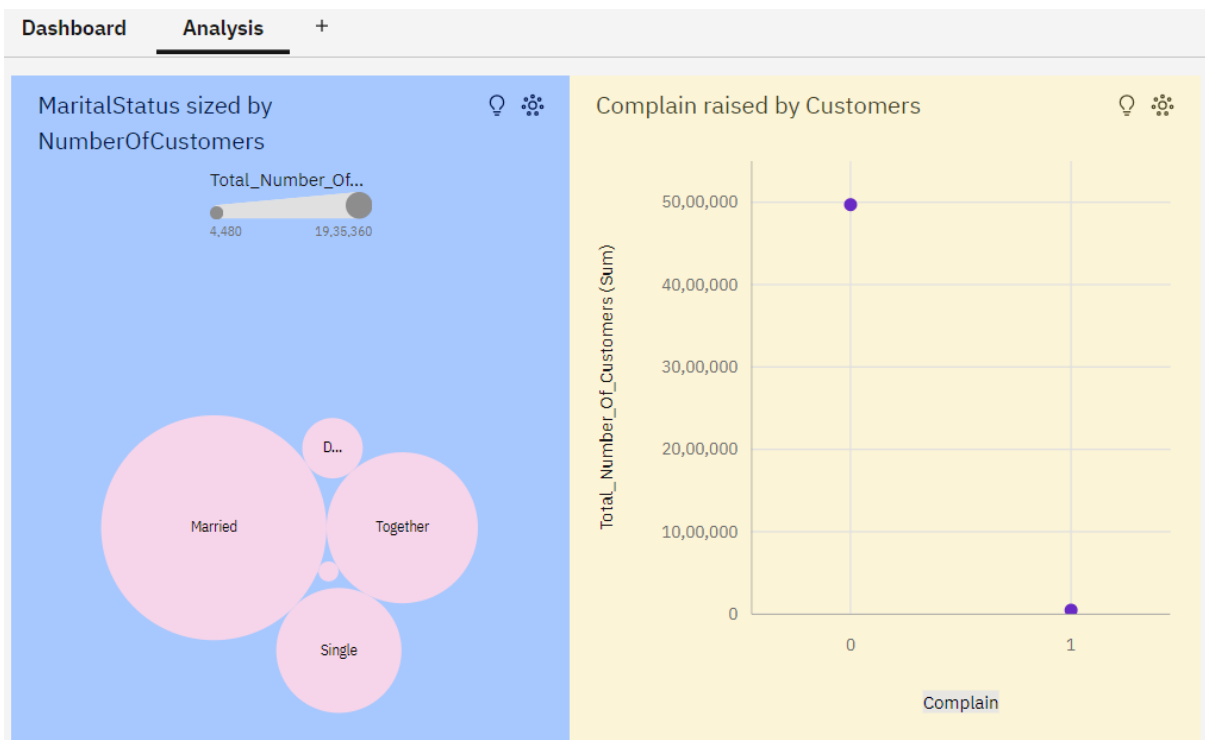 Dashboard
Analysis
+
MaritalStatus sized by
NumberOfCustomers
Total_Number_Of...
4,480
19,35,360
D...
Married
Together
Single
Complain raised by Customers
Total_Number_Of_Customers (Sum)
50,00,000
40,00,000
30,00,000
20,00,000
10,00,000
0
0
1
Complain